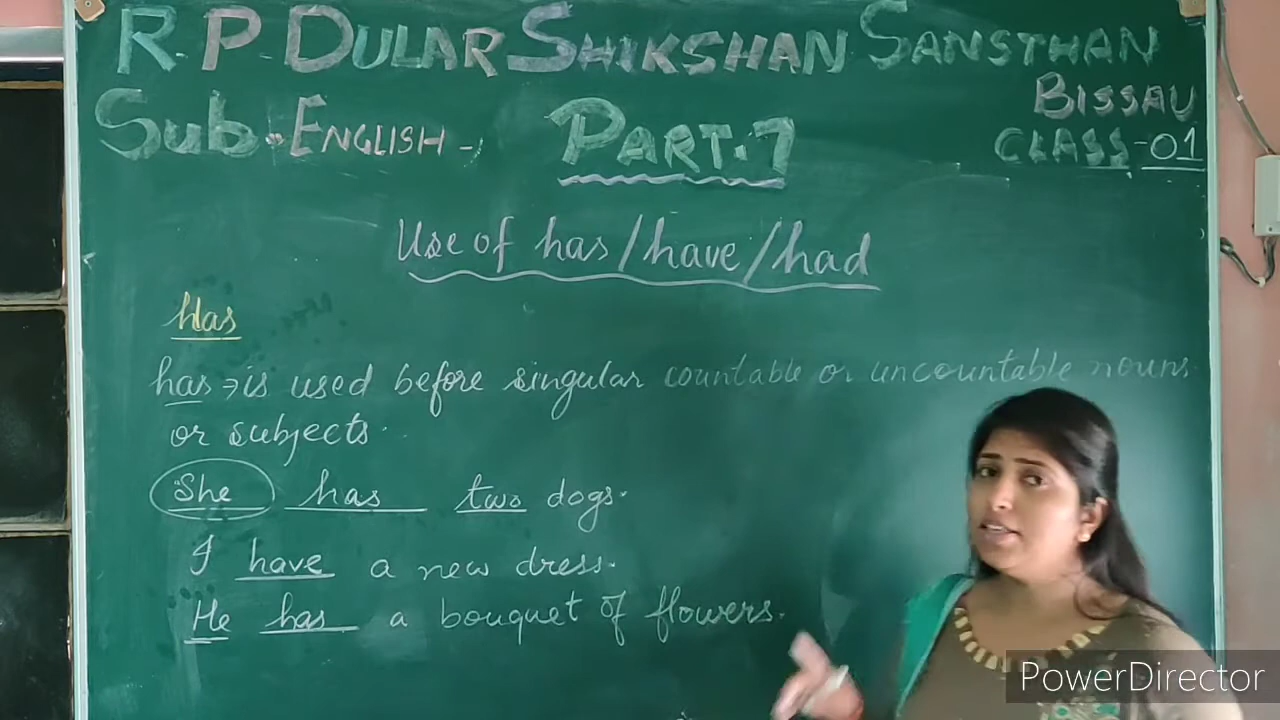 R.P. DULAR SHIKSHAN SANSTHAN
BISSAU
Sub.-ENGLISH-
PART-7
CLASS-01
Use of has/have/had
Has
has → is used before singular countable or uncountable nouns
or subjects.
She has two dogs.
I have a new dress.
He has a bouquet of flowers.
PowerDirector